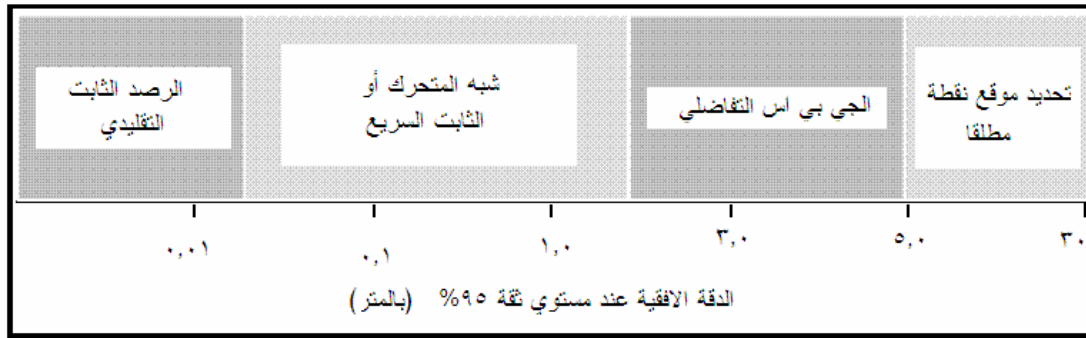 الرصد الثابت
التقليدي
شبه المتحرك أو
الثابت السريع
الجي بي اس التفاضلي
تحديد موقع نقطة
مطلقا
٠,٠١
٠,١
١,٠
٣,٠
٥,٠
٣٠
الدقة الافقية عند مستوي ثقة ٩٥% (بالمتر)